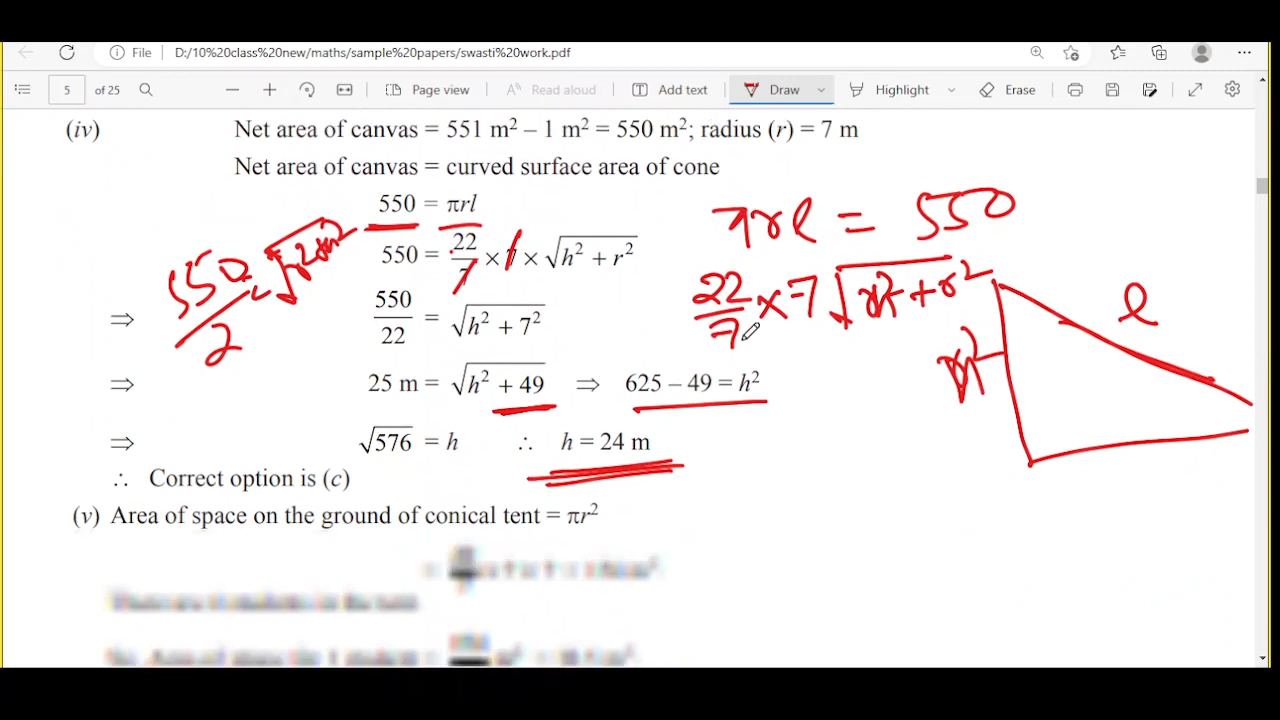 File D:/10%20class%20new/maths/sample%20papers/swasti%20work.pdf
5 of 25 Page view Read aloud Add text Draw Highlight Erase
(iv) Net area of canvas = 551 m² – 1 m² = 550 m²; radius (r) = 7 m
Net area of canvas = curved surface area of cone
550 = πrl
πrl = 550
550 = 22/7 × 7 × √(h² + r²)
22/7 × 7 √ + r²
l
550/2
⇒ 550/22 = √(h² + 7²)
⇒ 25 m = √(h² + 49) ⇒ 625 – 49 = h²
⇒ √576 = h ∴ h = 24 m
∴ Correct option is (c)
(v) Area of space on the ground of conical tent = πr²